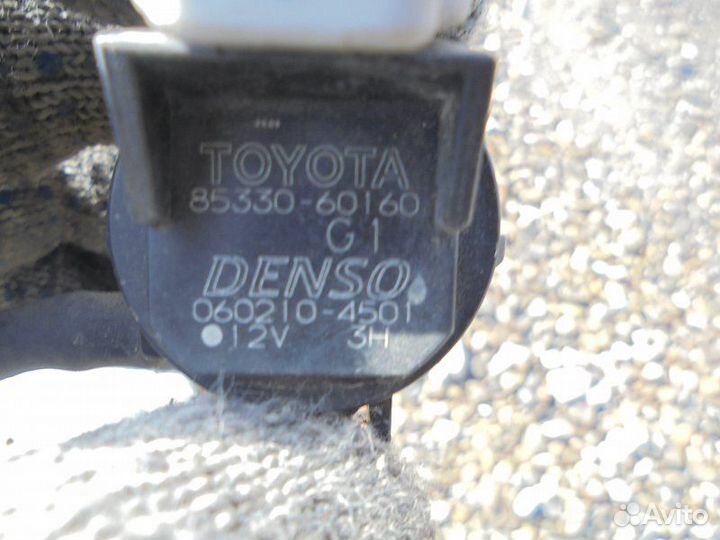 TOYOTA
85330-60160
G1
DENSO
060210-4501
12V 3H
Avito